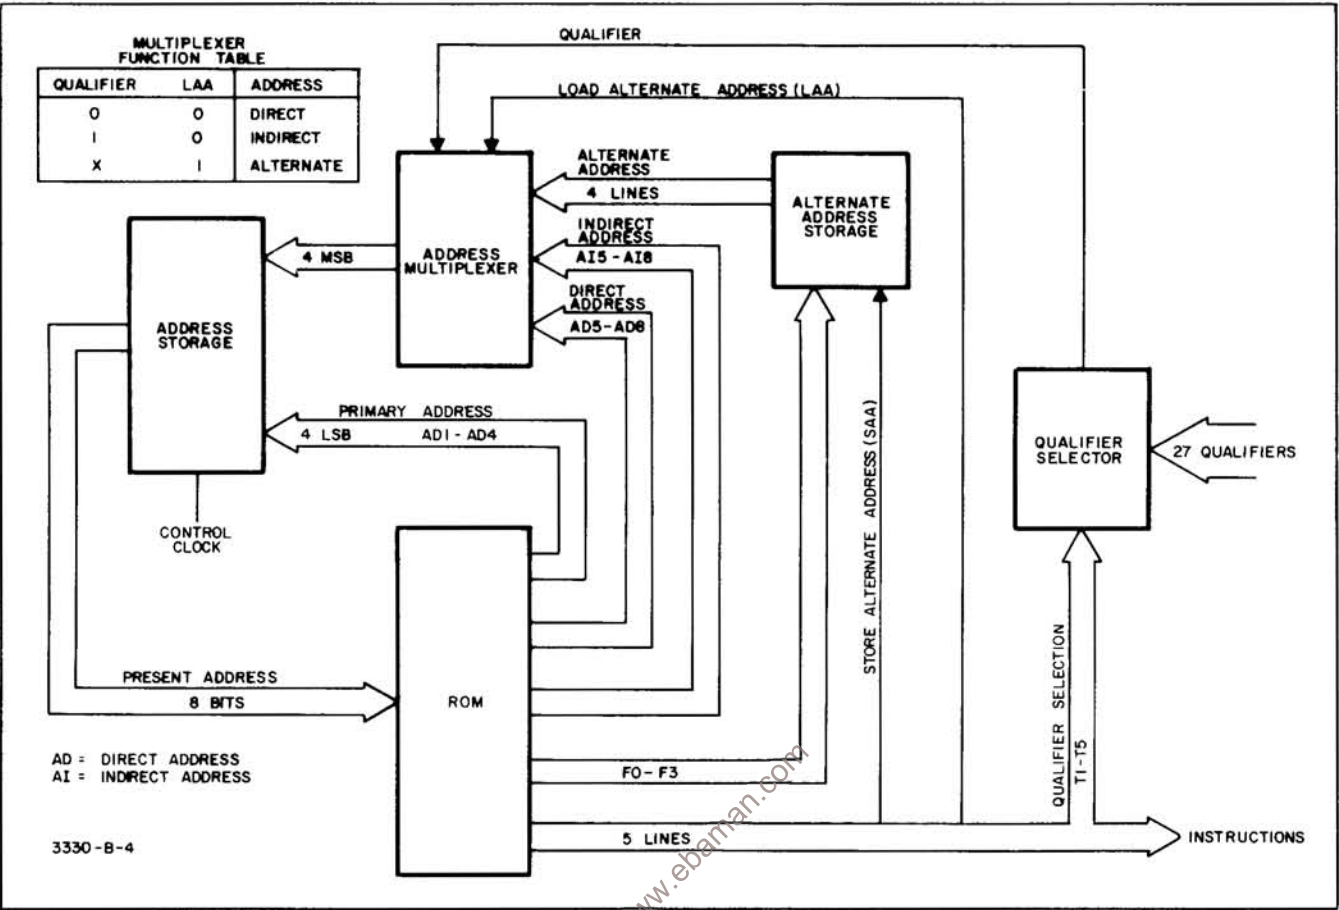 MULTIPLEXER
FUNCTION TABLE
QUALIFIER LAA ADDRESS
0 0 DIRECT
1 0 INDIRECT
X 1 ALTERNATE
QUALIFIER
LOAD ALTERNATE ADDRESS (LAA)
ALTERNATE
ADDRESS
4 LINES
INDIRECT
ADDRESS
AI5 - AI8
DIRECT
ADDRESS
AD5-AD8
ADDRESS
MULTIPLEXER
4 MSB
ALTERNATE
ADDRESS
STORAGE
ADDRESS
STORAGE
PRIMARY ADDRESS
4 LSB AD1 - AD4
CONTROL
CLOCK
STORE ALTERNATE ADDRESS (SAA)
QUALIFIER
SELECTOR
27 QUALIFIERS
QUALIFIER SELECTION
T1-T5
PRESENT ADDRESS
8 BITS
ROM
F0- F3
5 LINES
INSTRUCTIONS
AD = DIRECT ADDRESS
AI = INDIRECT ADDRESS
3330-B-4
ww.ebaman.com